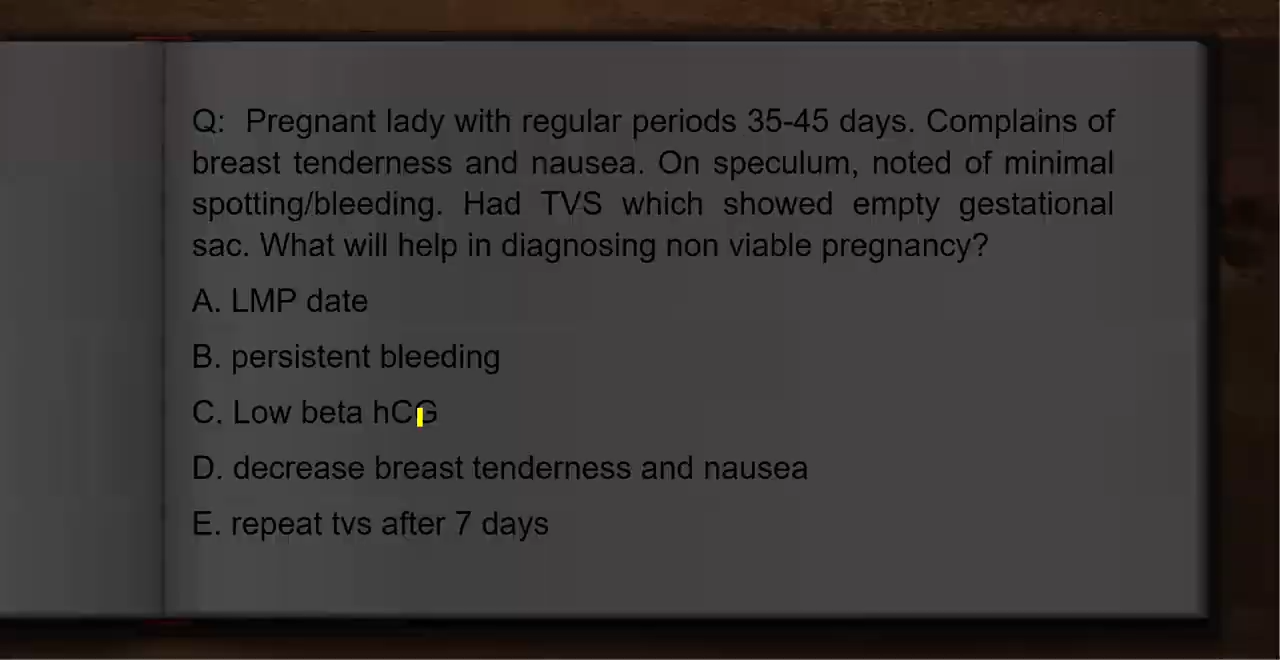 Q: Pregnant lady with regular periods 35-45 days. Complains of
breast tenderness and nausea. On speculum, noted of minimal
spotting/bleeding. Had TVS which showed empty gestational
sac. What will help in diagnosing non viable pregnancy?
A. LMP date
B. persistent bleeding
C. Low beta hCG
D. decrease breast tenderness and nausea
E. repeat tvs after 7 days